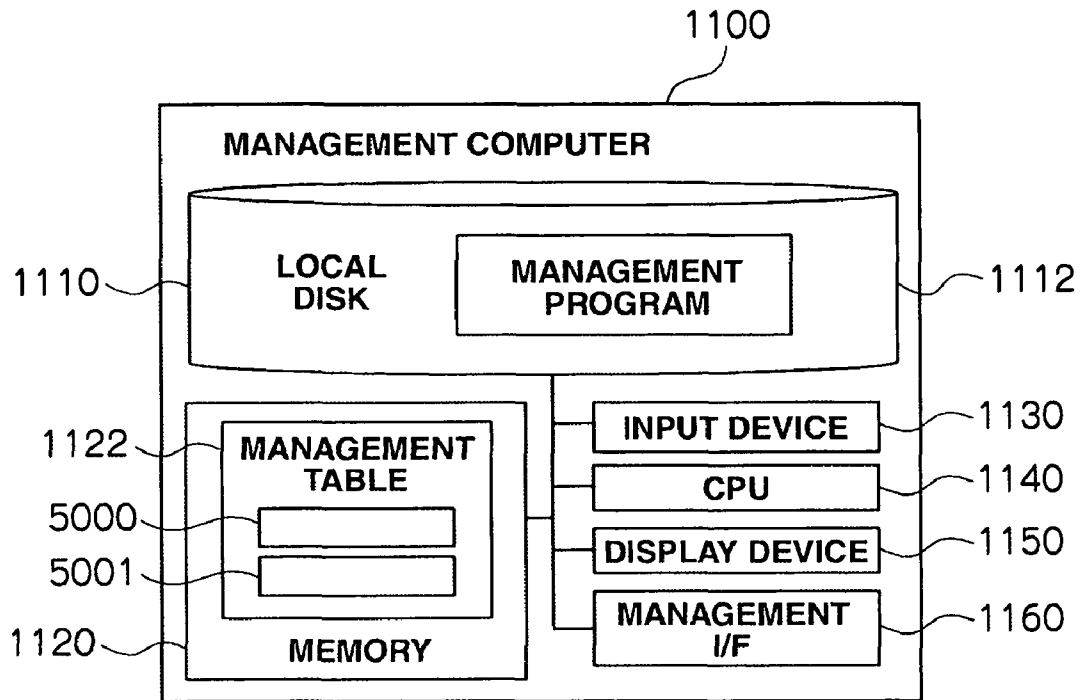 1100
MANAGEMENT COMPUTER
1110
LOCAL
DISK
MANAGEMENT
PROGRAM
1112
1122
MANAGEMENT
TABLE
5000
5001
1120
MEMORY
INPUT DEVICE
1130
CPU
1140
DISPLAY DEVICE
1150
MANAGEMENT
I/F
1160